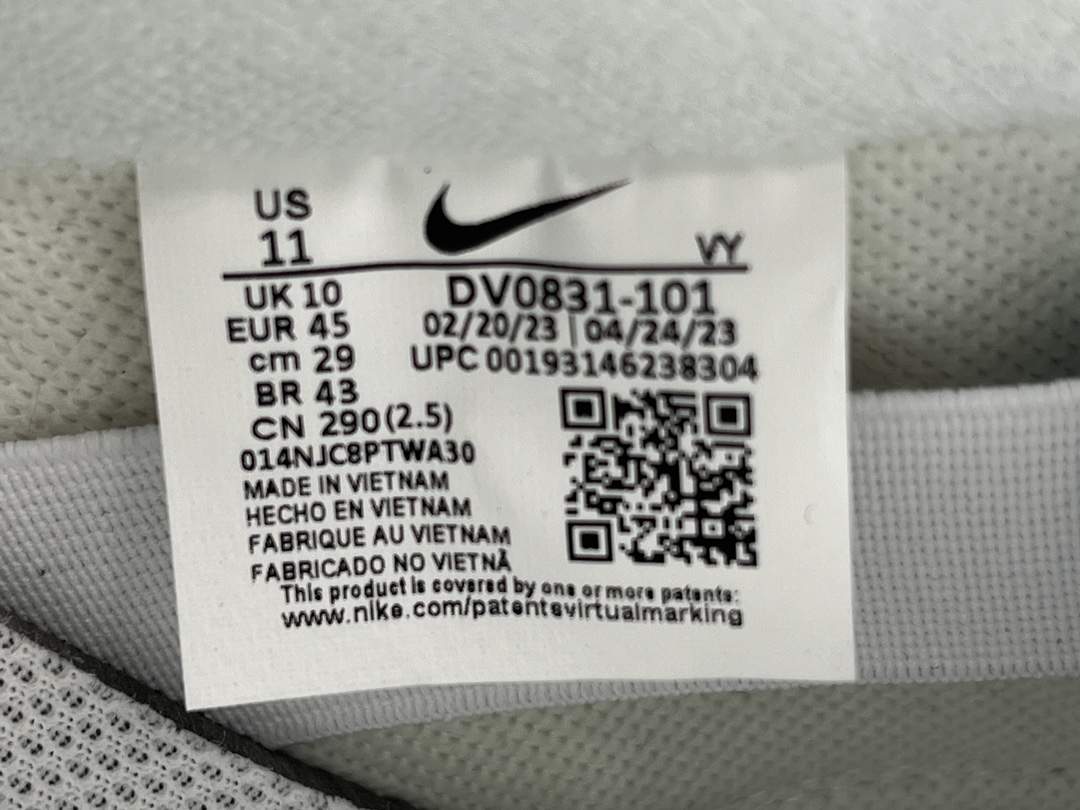 US
11
VY
UK 10
DV0831-101
EUR 45
02/20/23 | 04/24/23
cm 29
UPC 00193146238304
BR 43
CN 290(2.5)
014NJC8PTWA30
MADE IN VIETNAM
HECHO EN VIETNAM
FABRIQUE AU VIETNAM
FABRICADO NO VIETNÃ
This product is covered by one or more patents:
www.nike.com/patentsvirtualmarking